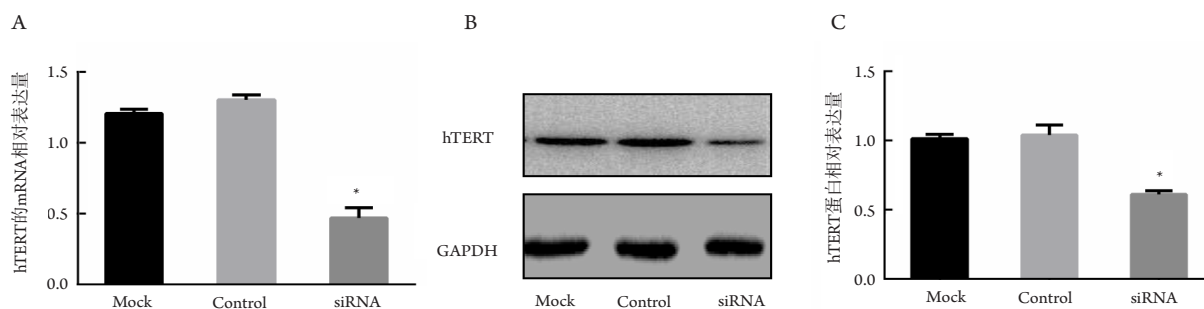 A
hTERT的mRNA相对表达量
1.5
1.0
0.5
0.0
*
Mock Control siRNA
B
hTERT
GAPDH
Mock Control siRNA
C
hTERT蛋白相对表达量
1.5
1.0
0.5
0.0
*
Mock Control siRNA